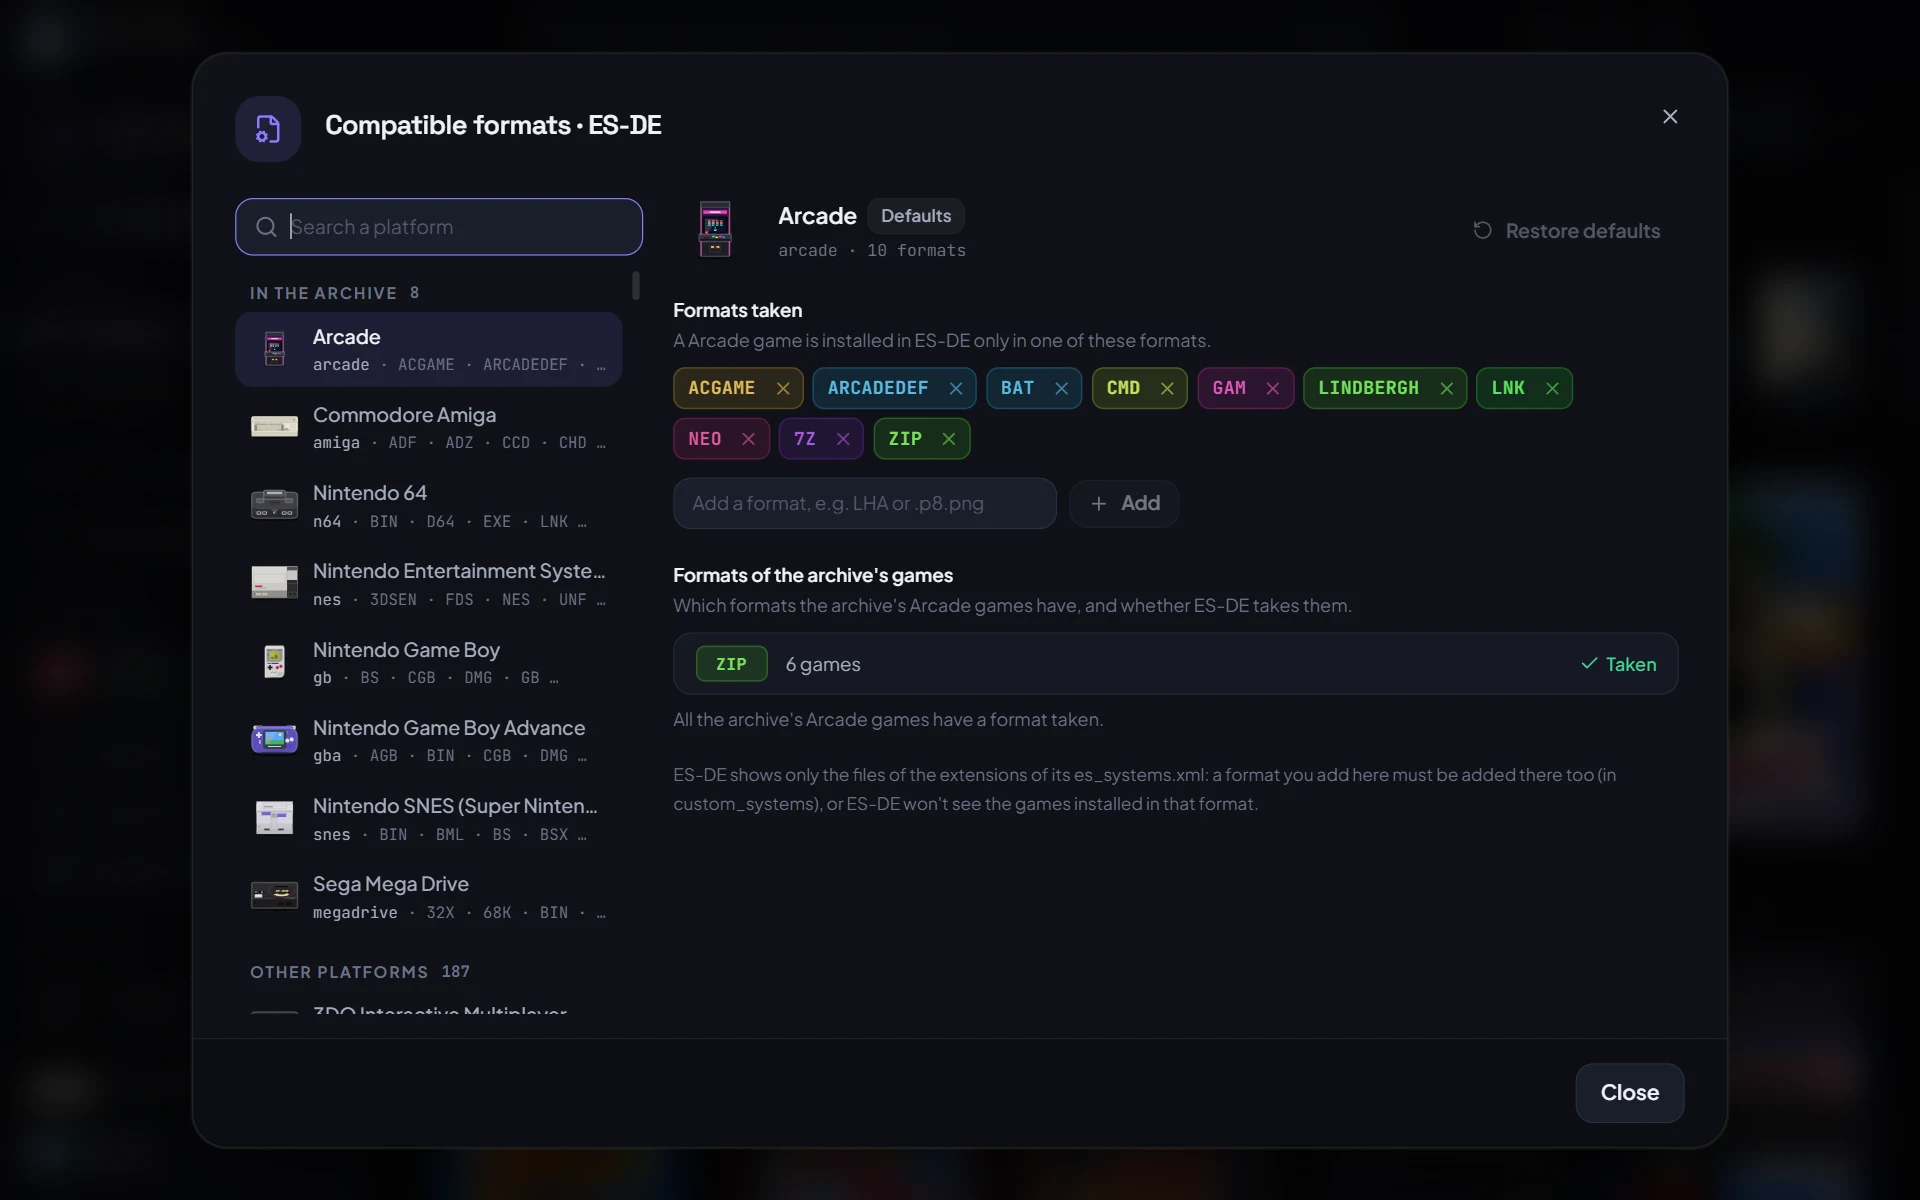 Compatible formats · ES-DE
Search a platform
IN THE ARCHIVE 8
Arcade
arcade · ACGAME · ARCADEDEF · …
Commodore Amiga
amiga · ADF · ADZ · CCD · CHD …
Nintendo 64
n64 · BIN · D64 · EXE · LNK …
Nintendo Entertainment Syste…
nes · 3DSEN · FDS · NES · UNF …
Nintendo Game Boy
gb · BS · CGB · DMG · GB …
Nintendo Game Boy Advance
gba · AGB · BIN · CGB · DMG …
Nintendo SNES (Super Ninten…
snes · BIN · BML · BS · BSX …
Sega Mega Drive
megadrive · 32X · 68K · BIN · …
OTHER PLATFORMS 187
3DO Interactive Multiplayer
Arcade Defaults
arcade · 10 formats
Restore defaults
Formats taken
A Arcade game is installed in ES-DE only in one of these formats.
ACGAME ARCADEDEF BAT CMD GAM LINDBERGH LNK
NEO 7Z ZIP
Add a format, e.g. LHA or .p8.png
+ Add
Formats of the archive's games
Which formats the archive's Arcade games have, and whether ES-DE takes them.
ZIP 6 games Taken
All the archive's Arcade games have a format taken.
ES-DE shows only the files of the extensions of its es_systems.xml: a format you add here must be added there too (in
custom_systems), or ES-DE won't see the games installed in that format.
Close